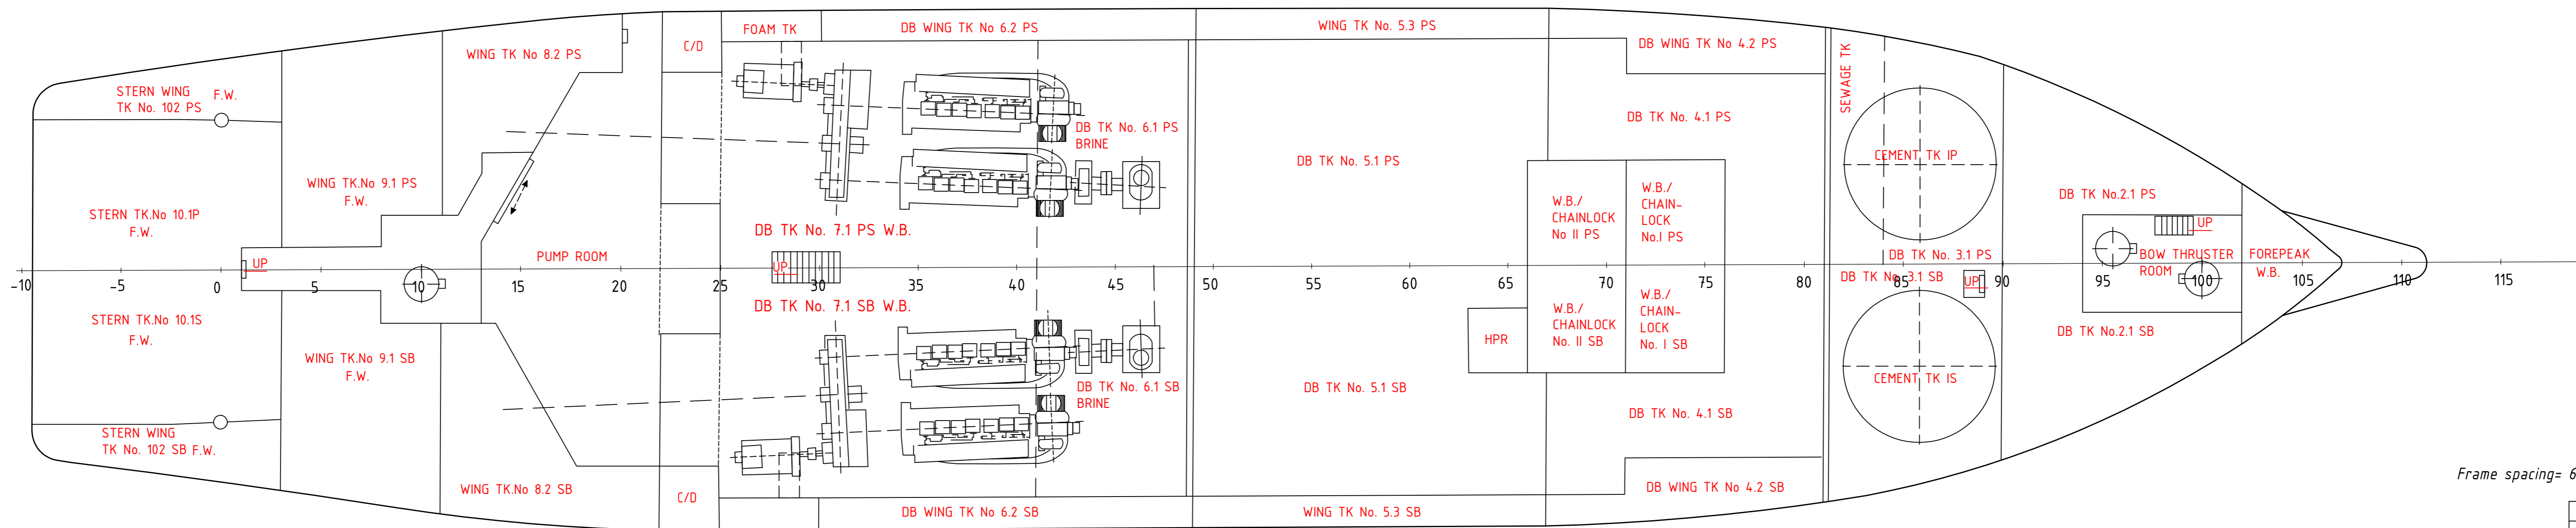 FOAM TK
DB WING TK No 6.2 PS
WING TK No. 5.3 PS
C/D
DB WING TK No 4.2 PS
WING TK No 8.2 PS
SEWAGE TK
STERN WING
TK No. 102 PS
F.W.
DB TK No. 4.1 PS
DB TK No. 6.1 PS
BRINE
DB TK No. 5.1 PS
CEMENT TK IP
WING TK.No 9.1 PS
F.W.
W.B./
CHAINLOCK
No II PS
W.B./
CHAIN-
LOCK
No.I PS
DB TK No.2.1 PS
STERN TK.No 10.1P
F.W.
UP
DB TK No. 7.1 PS W.B.
PUMP ROOM
DB TK No. 3.1 PS
BOW THRUSTER
ROOM
FOREPEAK
W.B.
UP
UP
DB TK No. 3.1 SB
UP
-10
-5
0
5
10
15
20
25
30
35
40
45
50
55
60
65
70
75
80
85
90
95
100
105
110
115
DB TK No. 7.1 SB W.B.
W.B./
CHAINLOCK
No. II SB
W.B./
CHAIN-
LOCK
No. I SB
STERN TK.No 10.1S
F.W.
DB TK No.2.1 SB
HPR
WING TK.No 9.1 SB
F.W.
DB TK No. 6.1 SB
BRINE
DB TK No. 5.1 SB
CEMENT TK IS
DB TK No. 4.1 SB
STERN WING
TK No. 102 SB F.W.
Frame spacing= 6
WING TK.No 8.2 SB
C/D
DB WING TK No 4.2 SB
DB WING TK No 6.2 SB
WING TK No. 5.3 SB